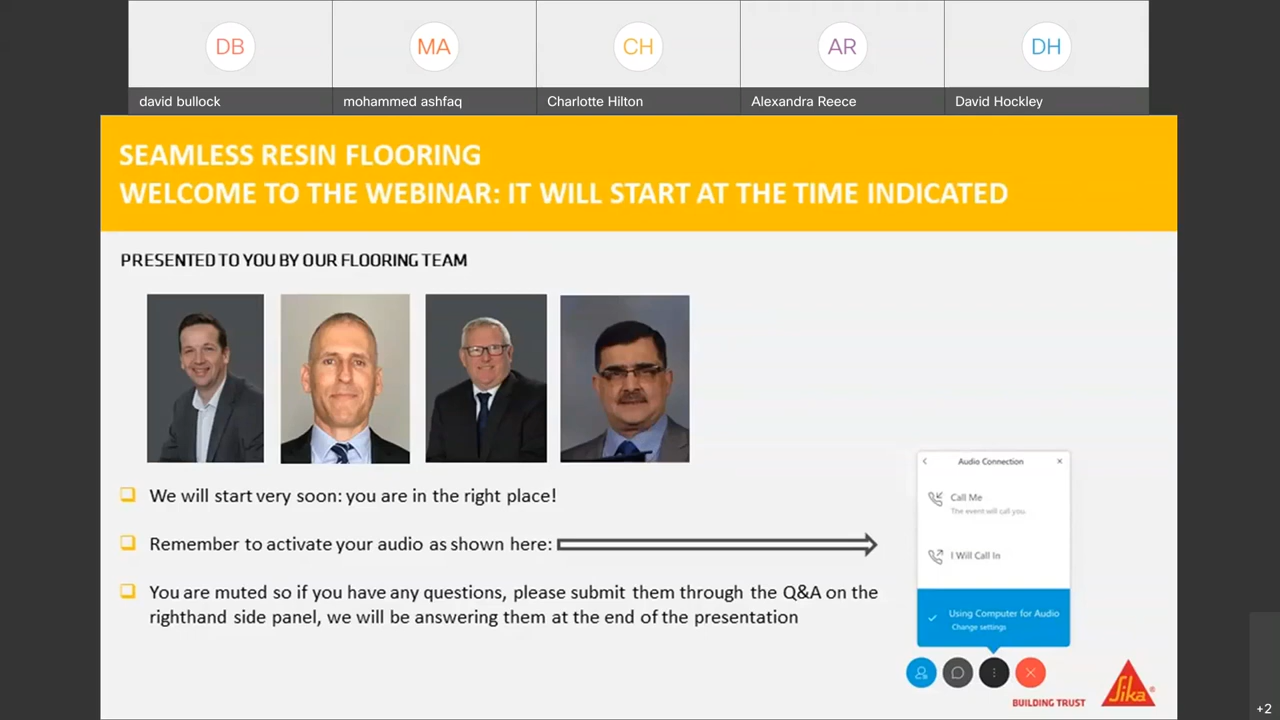 DB
MA
CH
AR
DH
david bullock
mohammed ashfaq
Charlotte Hilton
Alexandra Reece
David Hockley
SEAMLESS RESIN FLOORING
WELCOME TO THE WEBINAR: IT WILL START AT THE TIME INDICATED
PRESENTED TO YOU BY OUR FLOORING TEAM
We will start very soon: you are in the right place!
Remember to activate your audio as shown here:
You are muted so if you have any questions, please submit them through the Q&A on the
righthand side panel, we will be answering them at the end of the presentation
Audio Connection
Call Me
The event will call you.
I Will Call In
Using Computer for Audio
Change settings
BUILDING TRUST
Sika®
+2